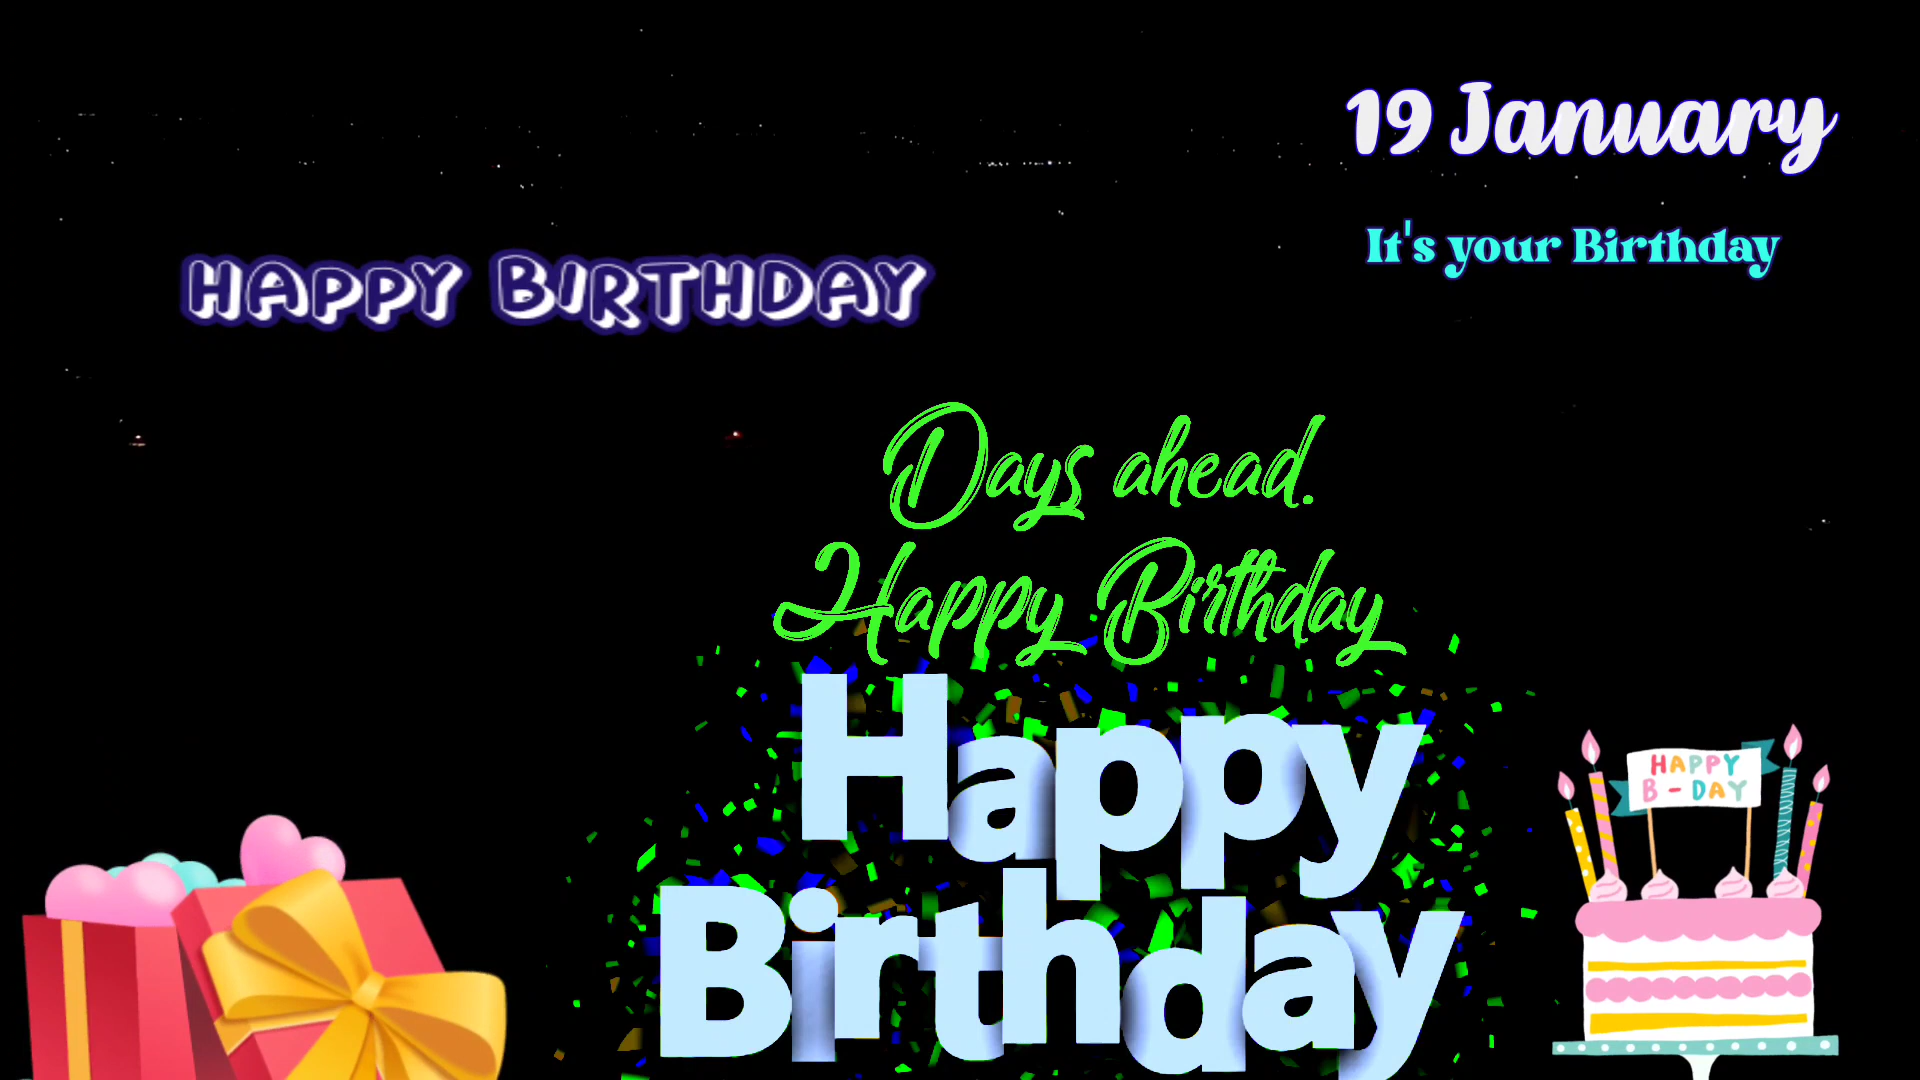 19 January
It's your Birthday
HAPPY BIRTHDAY
Days ahead.
Happy Birthday
Happy
Birthday
HAPPY
B - DAY